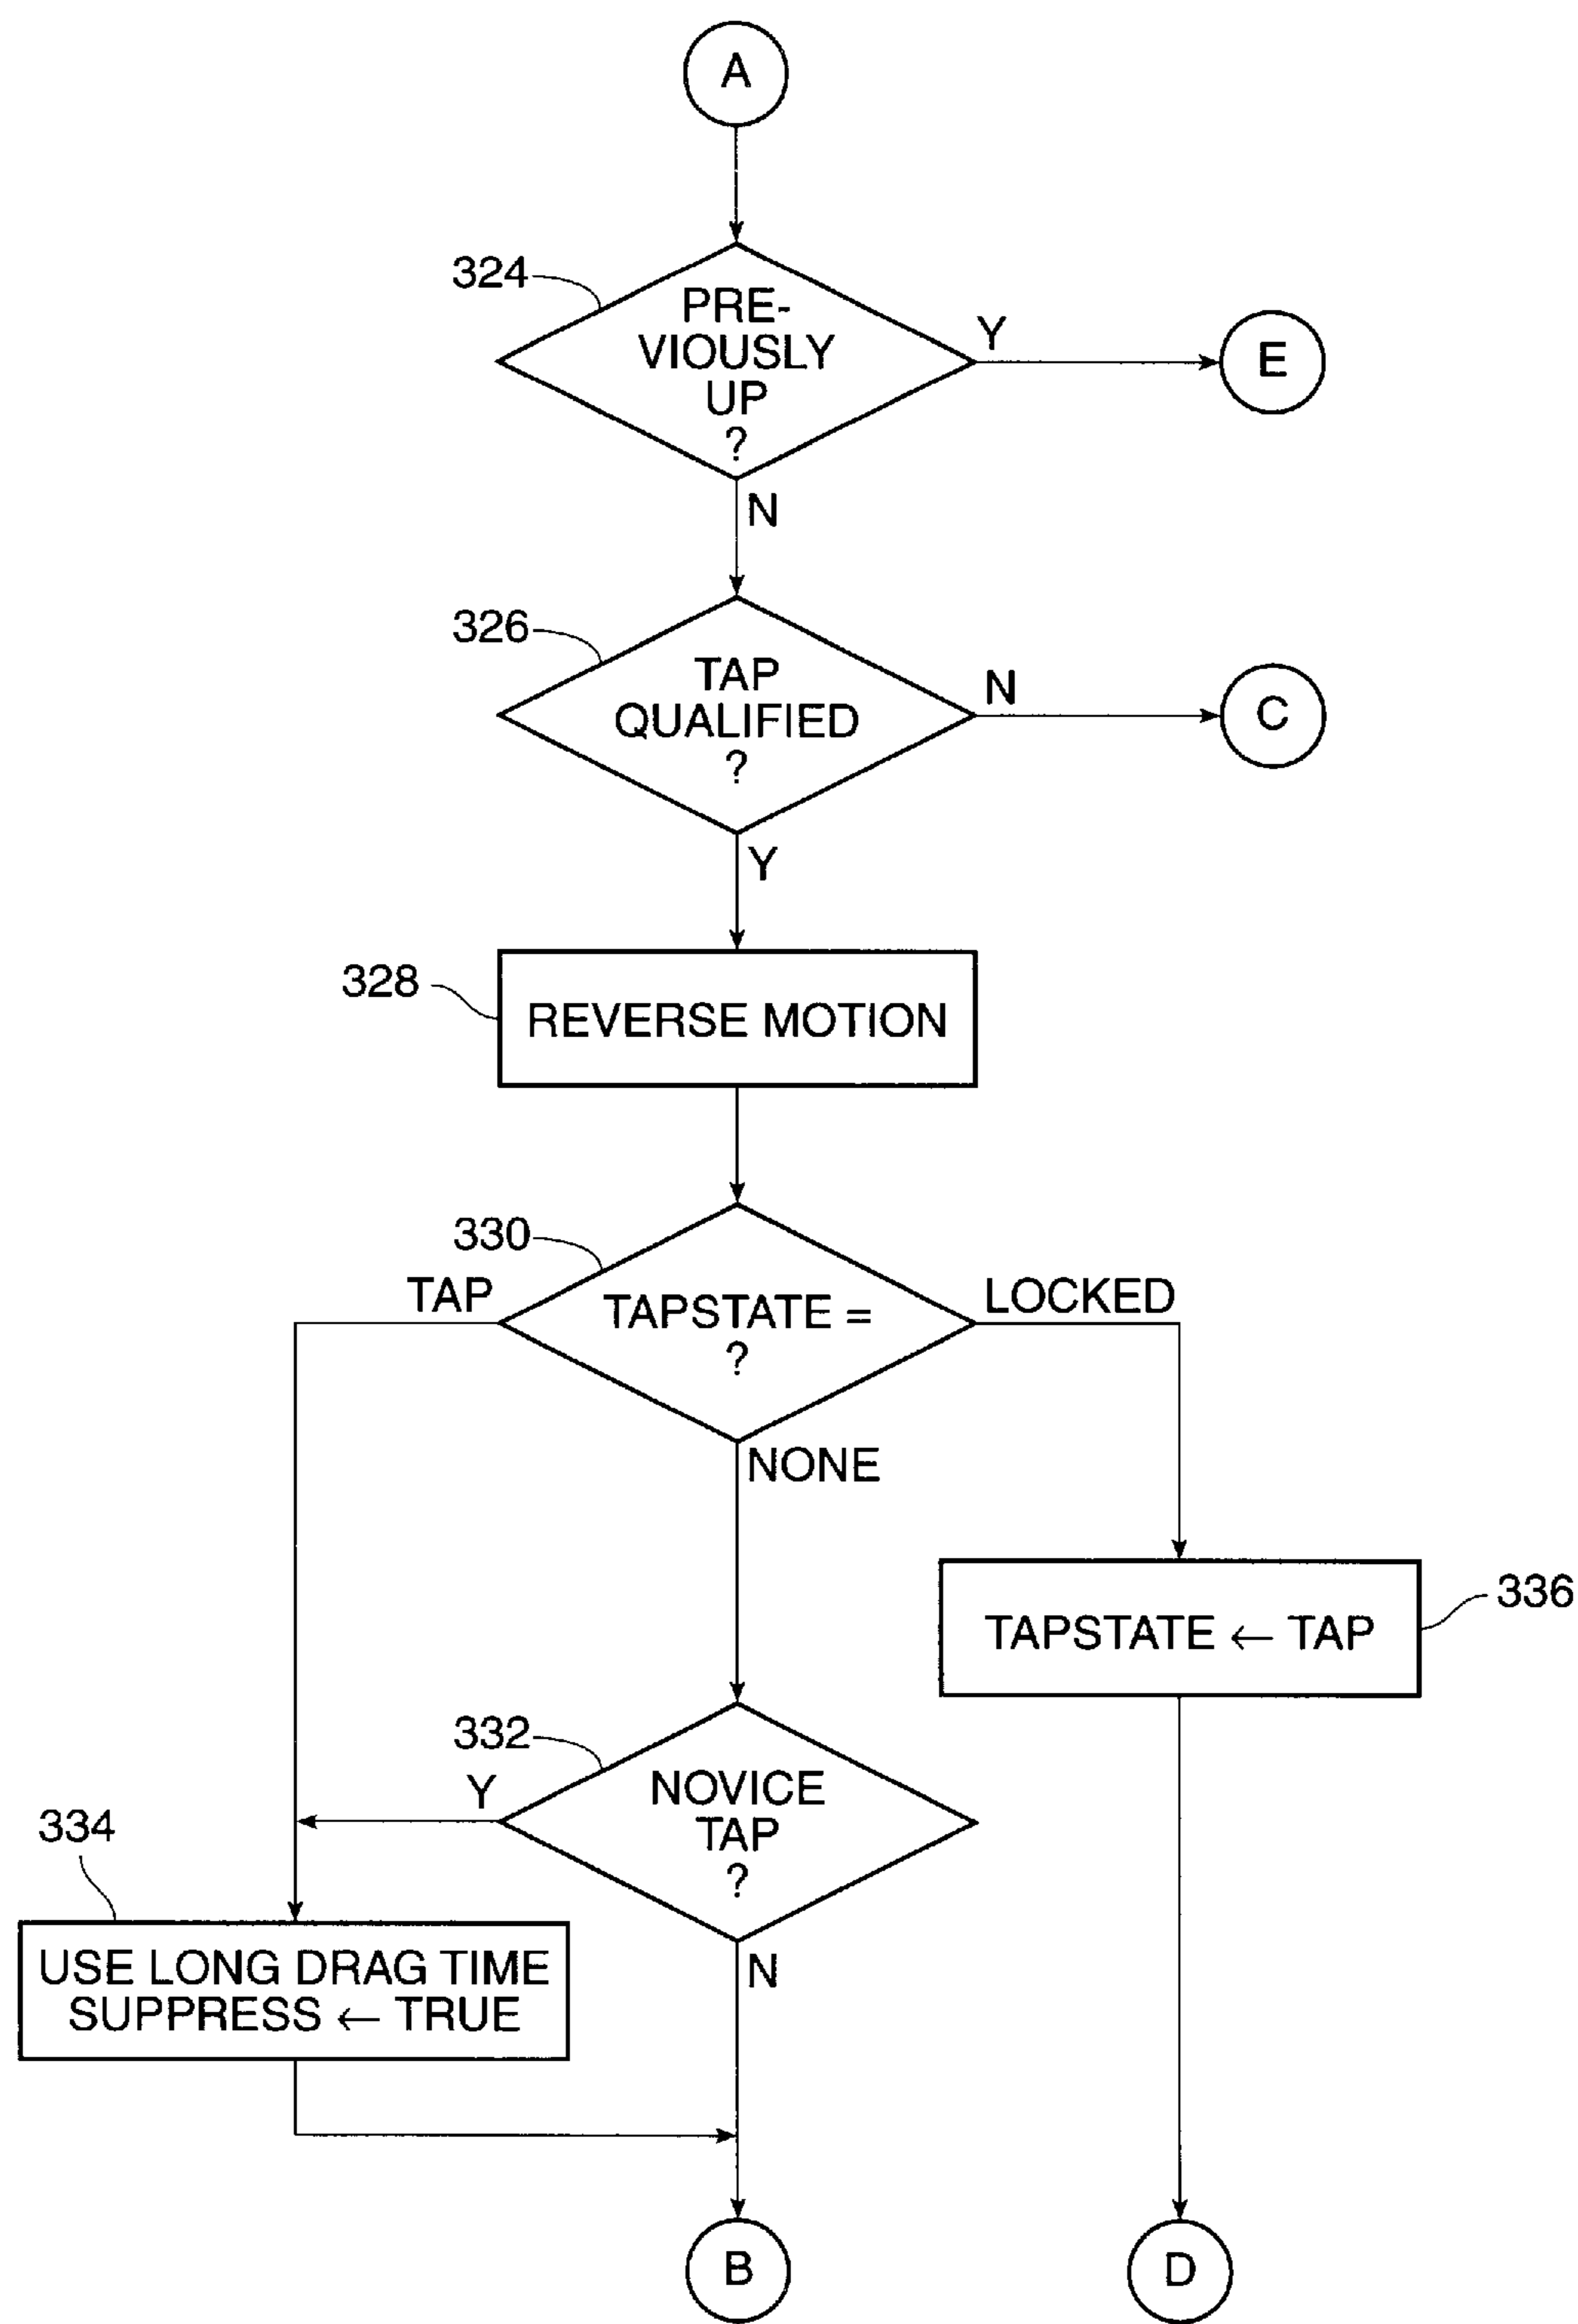 A
324
PRE-
VIOUSLY
UP
?
Y
E
N
326
TAP
QUALIFIED
?
N
C
Y
328
REVERSE MOTION
330
TAP
TAPSTATE =
?
LOCKED
NONE
336
TAPSTATE ← TAP
332
Y
NOVICE
TAP
?
334
USE LONG DRAG TIME
SUPPRESS ← TRUE
N
B
D